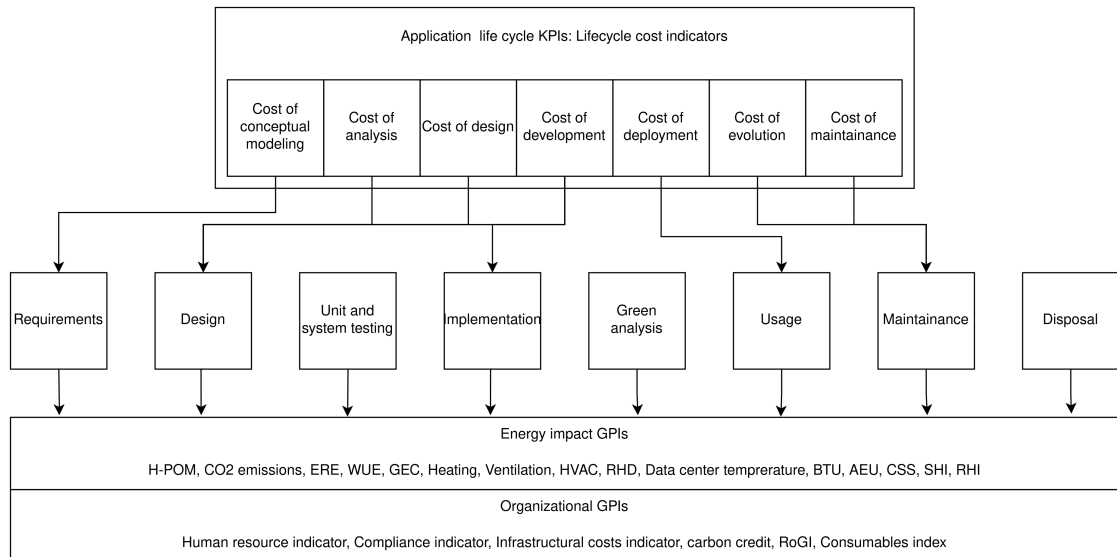 Application life cycle KPIs: Lifecycle cost indicators
Cost of
conceptual
modeling
Cost of
analysis
Cost of design
Cost of
development
Cost of
deployment
Cost of
evolution
Cost of
maintainance
Requirements
Design
Unit and
system testing
Implementation
Green
analysis
Usage
Maintainance
Disposal
Energy impact GPIs
H-POM, CO2 emissions, ERE, WUE, GEC, Heating, Ventilation, HVAC, RHD, Data center temprerature, BTU, AEU, CSS, SHI, RHI
Organizational GPIs
Human resource indicator, Compliance indicator, Infrastructural costs indicator, carbon credit, RoGI, Consumables index